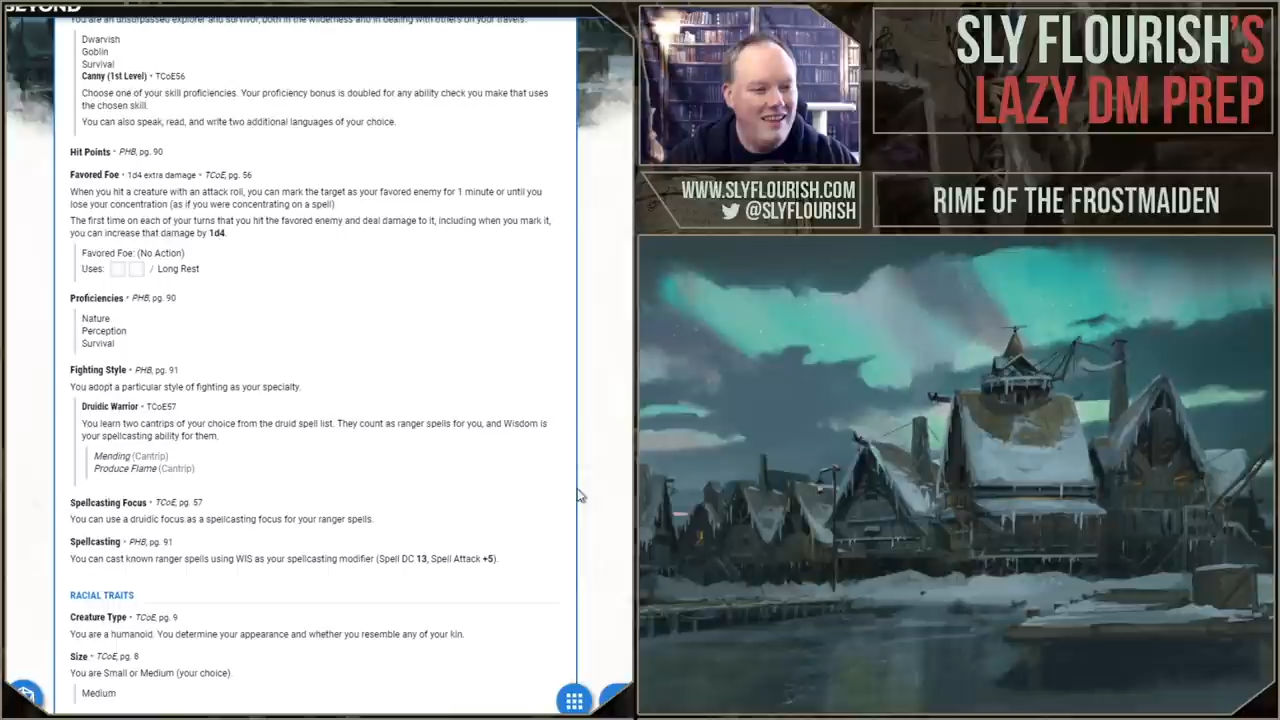 BEYOND
You are an unsurpassed explorer and survivor, both in the wilderness and in dealing with others on your travels.
Dwarvish
Goblin
Survival
Canny (1st Level) • TCoE56
Choose one of your skill proficiencies. Your proficiency bonus is doubled for any ability check you make that uses
the chosen skill.
You can also speak, read, and write two additional languages of your choice.
Hit Points • PHB, pg. 90
Favored Foe • 1d4 extra damage • TCoE, pg. 56
When you hit a creature with an attack roll, you can mark the target as your favored enemy for 1 minute or until you
lose your concentration (as if you were concentrating on a spell)
The first time on each of your turns that you hit the favored enemy and deal damage to it, including when you mark it,
you can increase that damage by 1d4.
Favored Foe: (No Action)
Uses: / Long Rest
Proficiencies • PHB, pg. 90
Nature
Perception
Survival
Fighting Style • PHB, pg. 91
You adopt a particular style of fighting as your specialty.
Druidic Warrior • TCoE57
You learn two cantrips of your choice from the druid spell list. They count as ranger spells for you, and Wisdom is
your spellcasting ability for them.
Mending (Cantrip)
Produce Flame (Cantrip)
Spellcasting Focus • TCoE, pg. 57
You can use a druidic focus as a spellcasting focus for your ranger spells.
Spellcasting • PHB, pg. 91
You can cast known ranger spells using WIS as your spellcasting modifier (Spell DC 13, Spell Attack +5).
RACIAL TRAITS
Creature Type • TCoE, pg. 9
You are a humanoid. You determine your appearance and whether you resemble any of your kin.
Size • TCoE, pg. 8
You are Small or Medium (your choice).
Medium
SLY FLOURISH'S
LAZY DM PREP
WWW.SLYFLOURISH.COM
@SLYFLOURISH
RIME OF THE FROSTMAIDEN